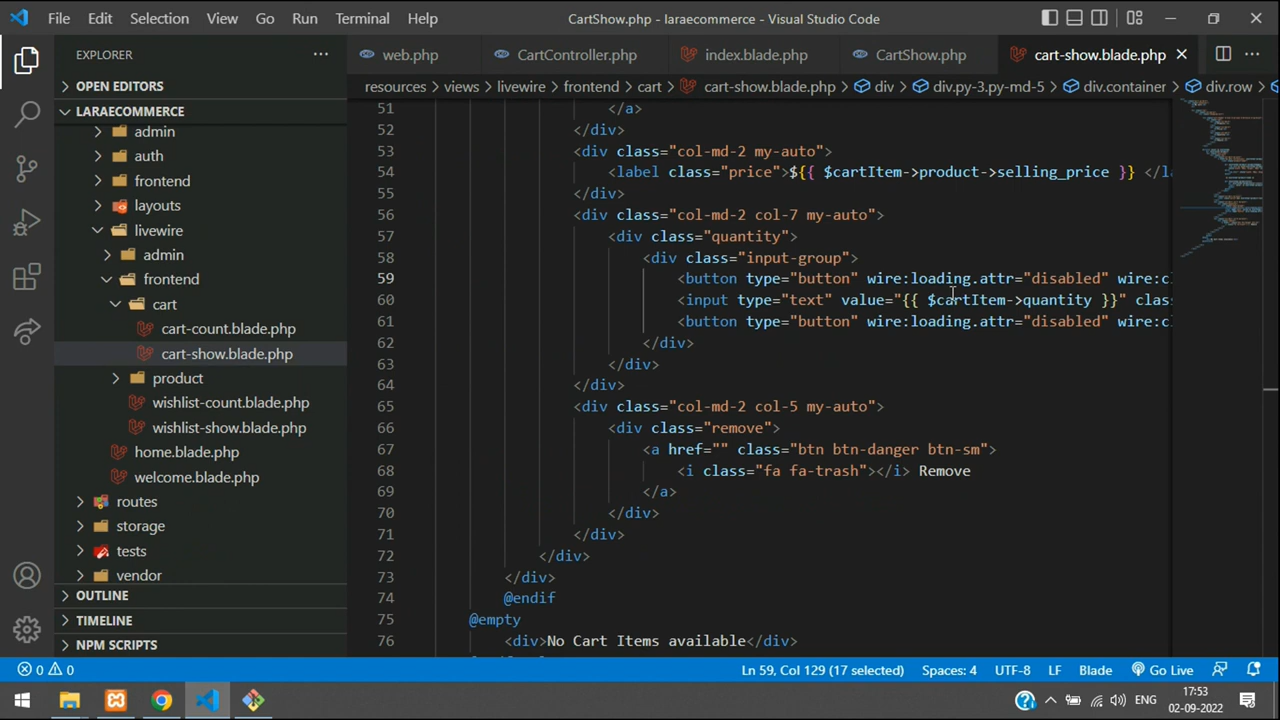 File Edit Selection View Go Run Terminal Help CartShow.php - laraecommerce - Visual Studio Code
EXPLORER
OPEN EDITORS
LARAECOMMERCE
admin
auth
frontend
layouts
livewire
admin
frontend
cart
cart-count.blade.php
cart-show.blade.php
product
wishlist-count.blade.php
wishlist-show.blade.php
home.blade.php
welcome.blade.php
routes
storage
tests
vendor
OUTLINE
TIMELINE
NPM SCRIPTS
web.php CartController.php index.blade.php CartShow.php cart-show.blade.php
resources > views > livewire > frontend > cart > cart-show.blade.php > div > div.py-3.py-md-5 > div.container > div.row >
51 </a>
52 </div>
53 <div class="col-md-2 my-auto">
54 <label class="price">${{ $cartItem->product->selling_price }} </la
55 </div>
56 <div class="col-md-2 col-7 my-auto">
57 <div class="quantity">
58 <div class="input-group">
59 <button type="button" wire:loading.attr="disabled" wire:c
60 <input type="text" value="{{ $cartItem->quantity }}" clas
61 <button type="button" wire:loading.attr="disabled" wire:c
62 </div>
63 </div>
64 </div>
65 <div class="col-md-2 col-5 my-auto">
66 <div class="remove">
67 <a href="" class="btn btn-danger btn-sm">
68 <i class="fa fa-trash"></i> Remove
69 </a>
70 </div>
71 </div>
72 </div>
73 </div>
74 @endif
75 @empty
76 <div>No Cart Items available</div>
0 0 Ln 59, Col 129 (17 selected) Spaces: 4 UTF-8 LF Blade Go Live
ENG 17:53
02-09-2022